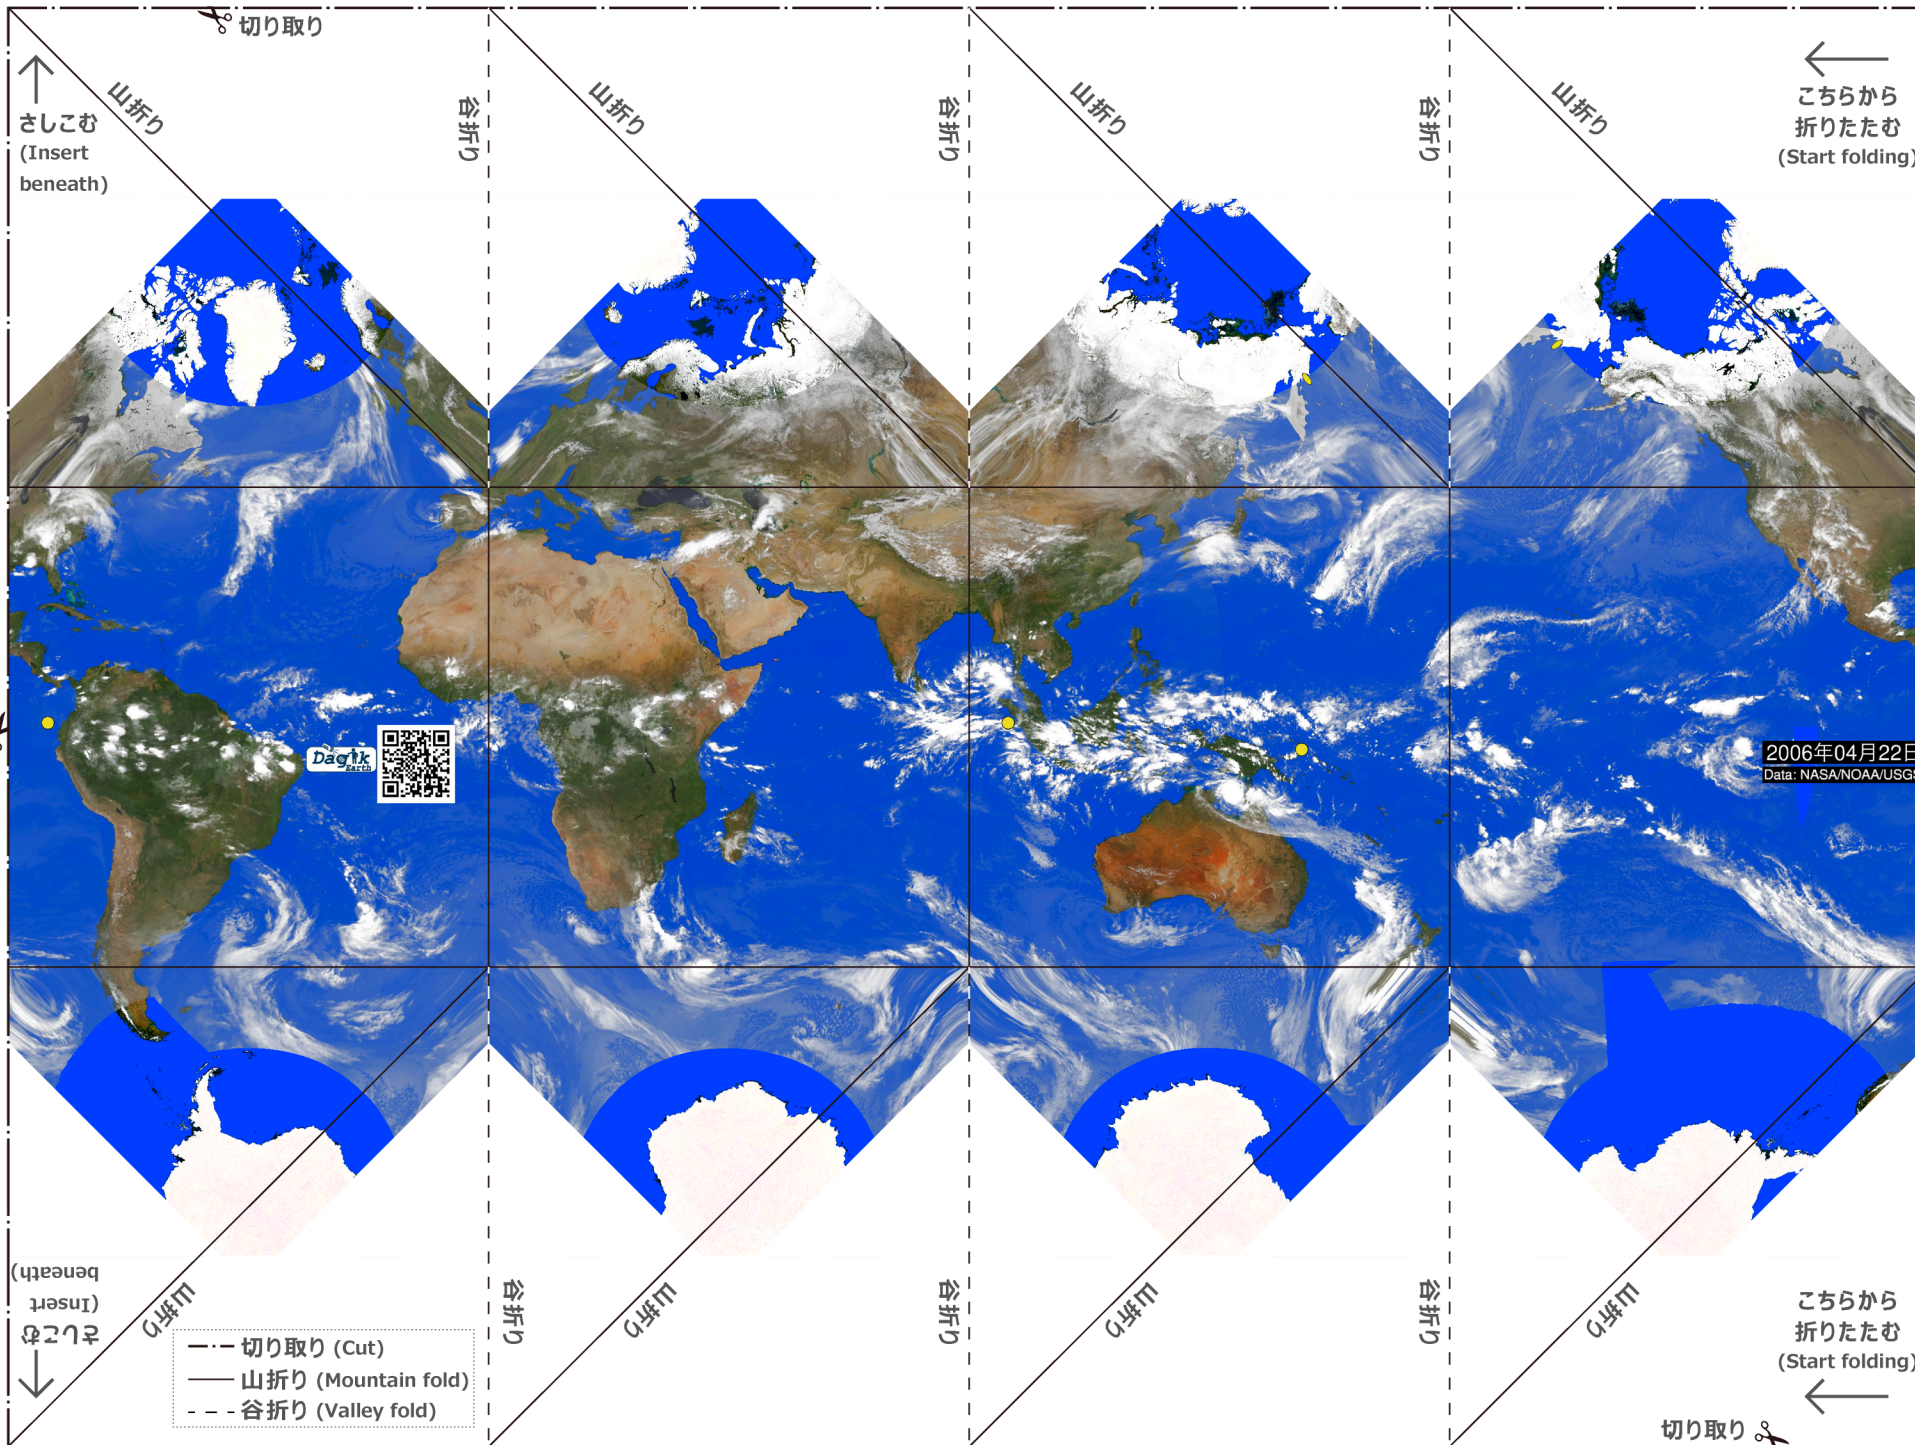 切り取り
山折り
山折り
山折り
山折り
谷折り
谷折り
谷折り
さしこむ
(Insert
beneath)
こちらから
折りたたむ
(Start folding)
Dagik
Earth
2006年04月22日
Data: NASA/NOAA/USGS
さしこむ
(Insert
beneath)
山折り
山折り
山折り
山折り
谷折り
谷折り
谷折り
切り取り (Cut)
山折り (Mountain fold)
谷折り (Valley fold)
こちらから
折りたたむ
(Start folding)
切り取り